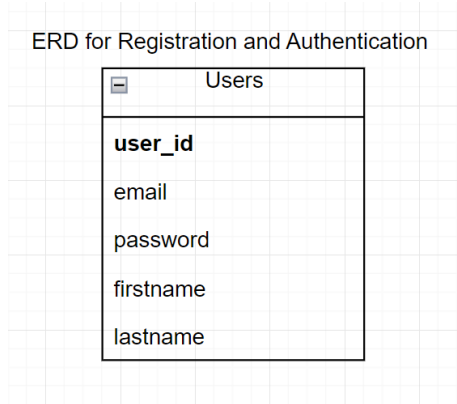 ERD for Registration and Authentication
Users
user_id
email
password
firstname
lastname